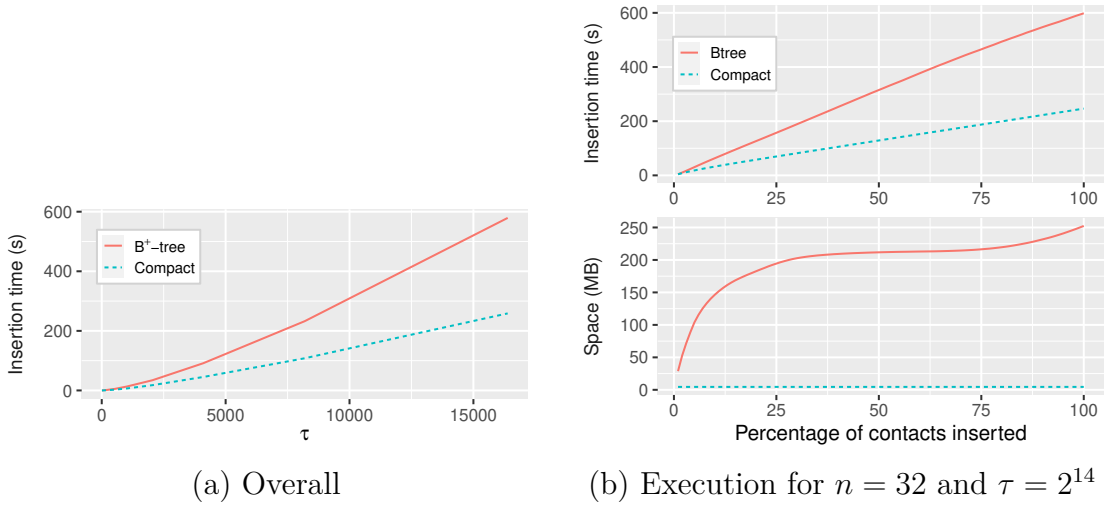 600
400
200
0
Insertion time (s)
B⁺−tree
Compact
0
5000
10000
15000
τ
(a) Overall
600
400
200
0
Insertion time (s)
Btree
Compact
0
25
50
75
100
250
200
150
100
50
0
Space (MB)
0
25
50
75
100
Percentage of contacts inserted
(b) Execution for n = 32 and τ = 2¹⁴